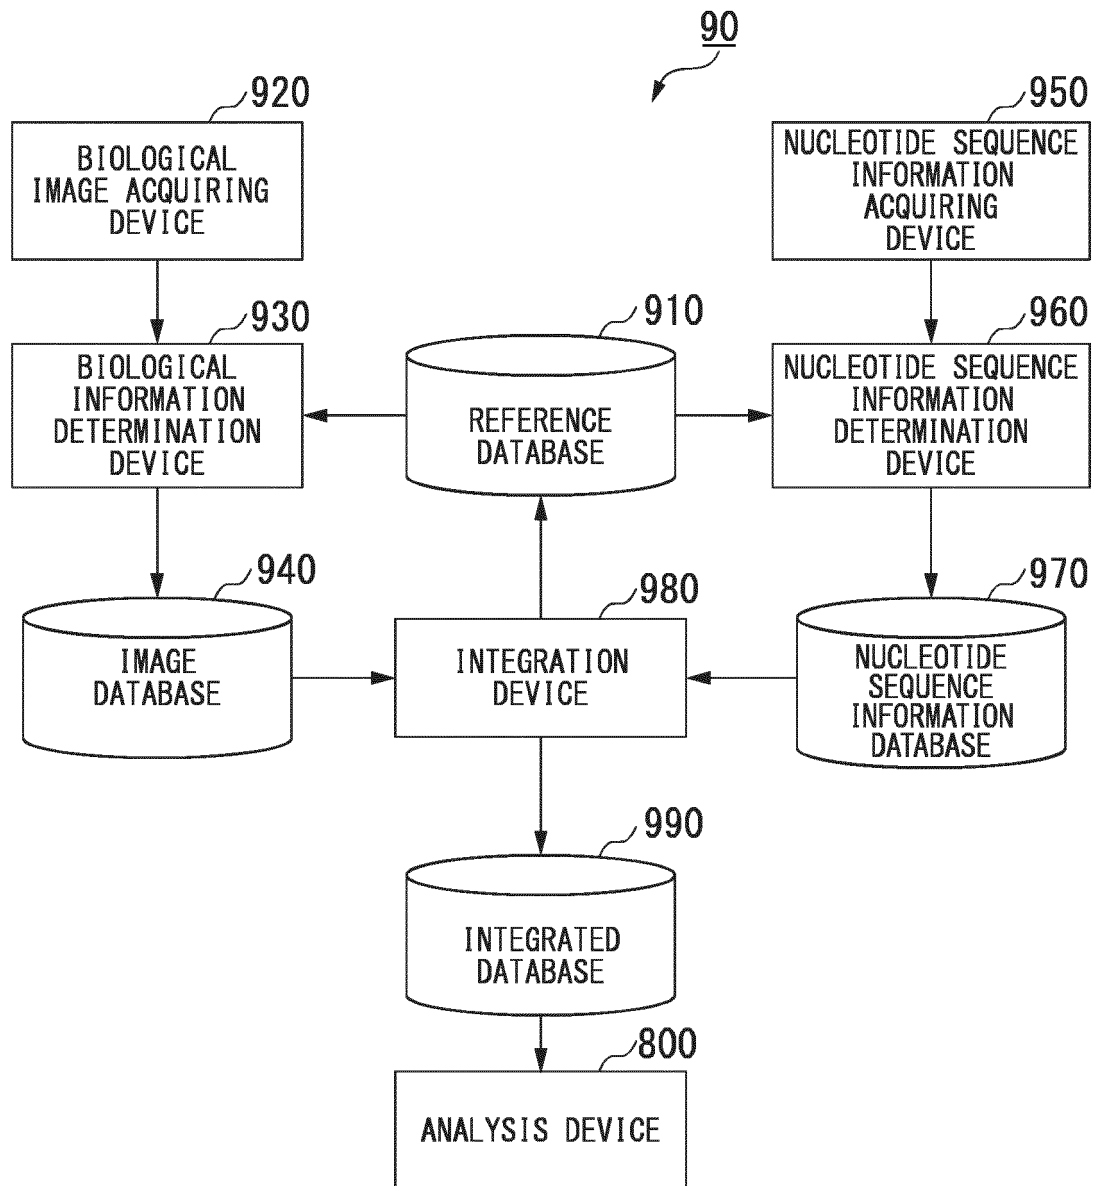 90
920
BIOLOGICAL
IMAGE ACQUIRING
DEVICE
950
NUCLEOTIDE SEQUENCE
INFORMATION
ACQUIRING
DEVICE
930
BIOLOGICAL
INFORMATION
DETERMINATION
DEVICE
910
REFERENCE
DATABASE
960
NUCLEOTIDE SEQUENCE
INFORMATION
DETERMINATION
DEVICE
940
IMAGE
DATABASE
980
INTEGRATION
DEVICE
970
NUCLEOTIDE
SEQUENCE
INFORMATION
DATABASE
990
INTEGRATED
DATABASE
800
ANALYSIS DEVICE